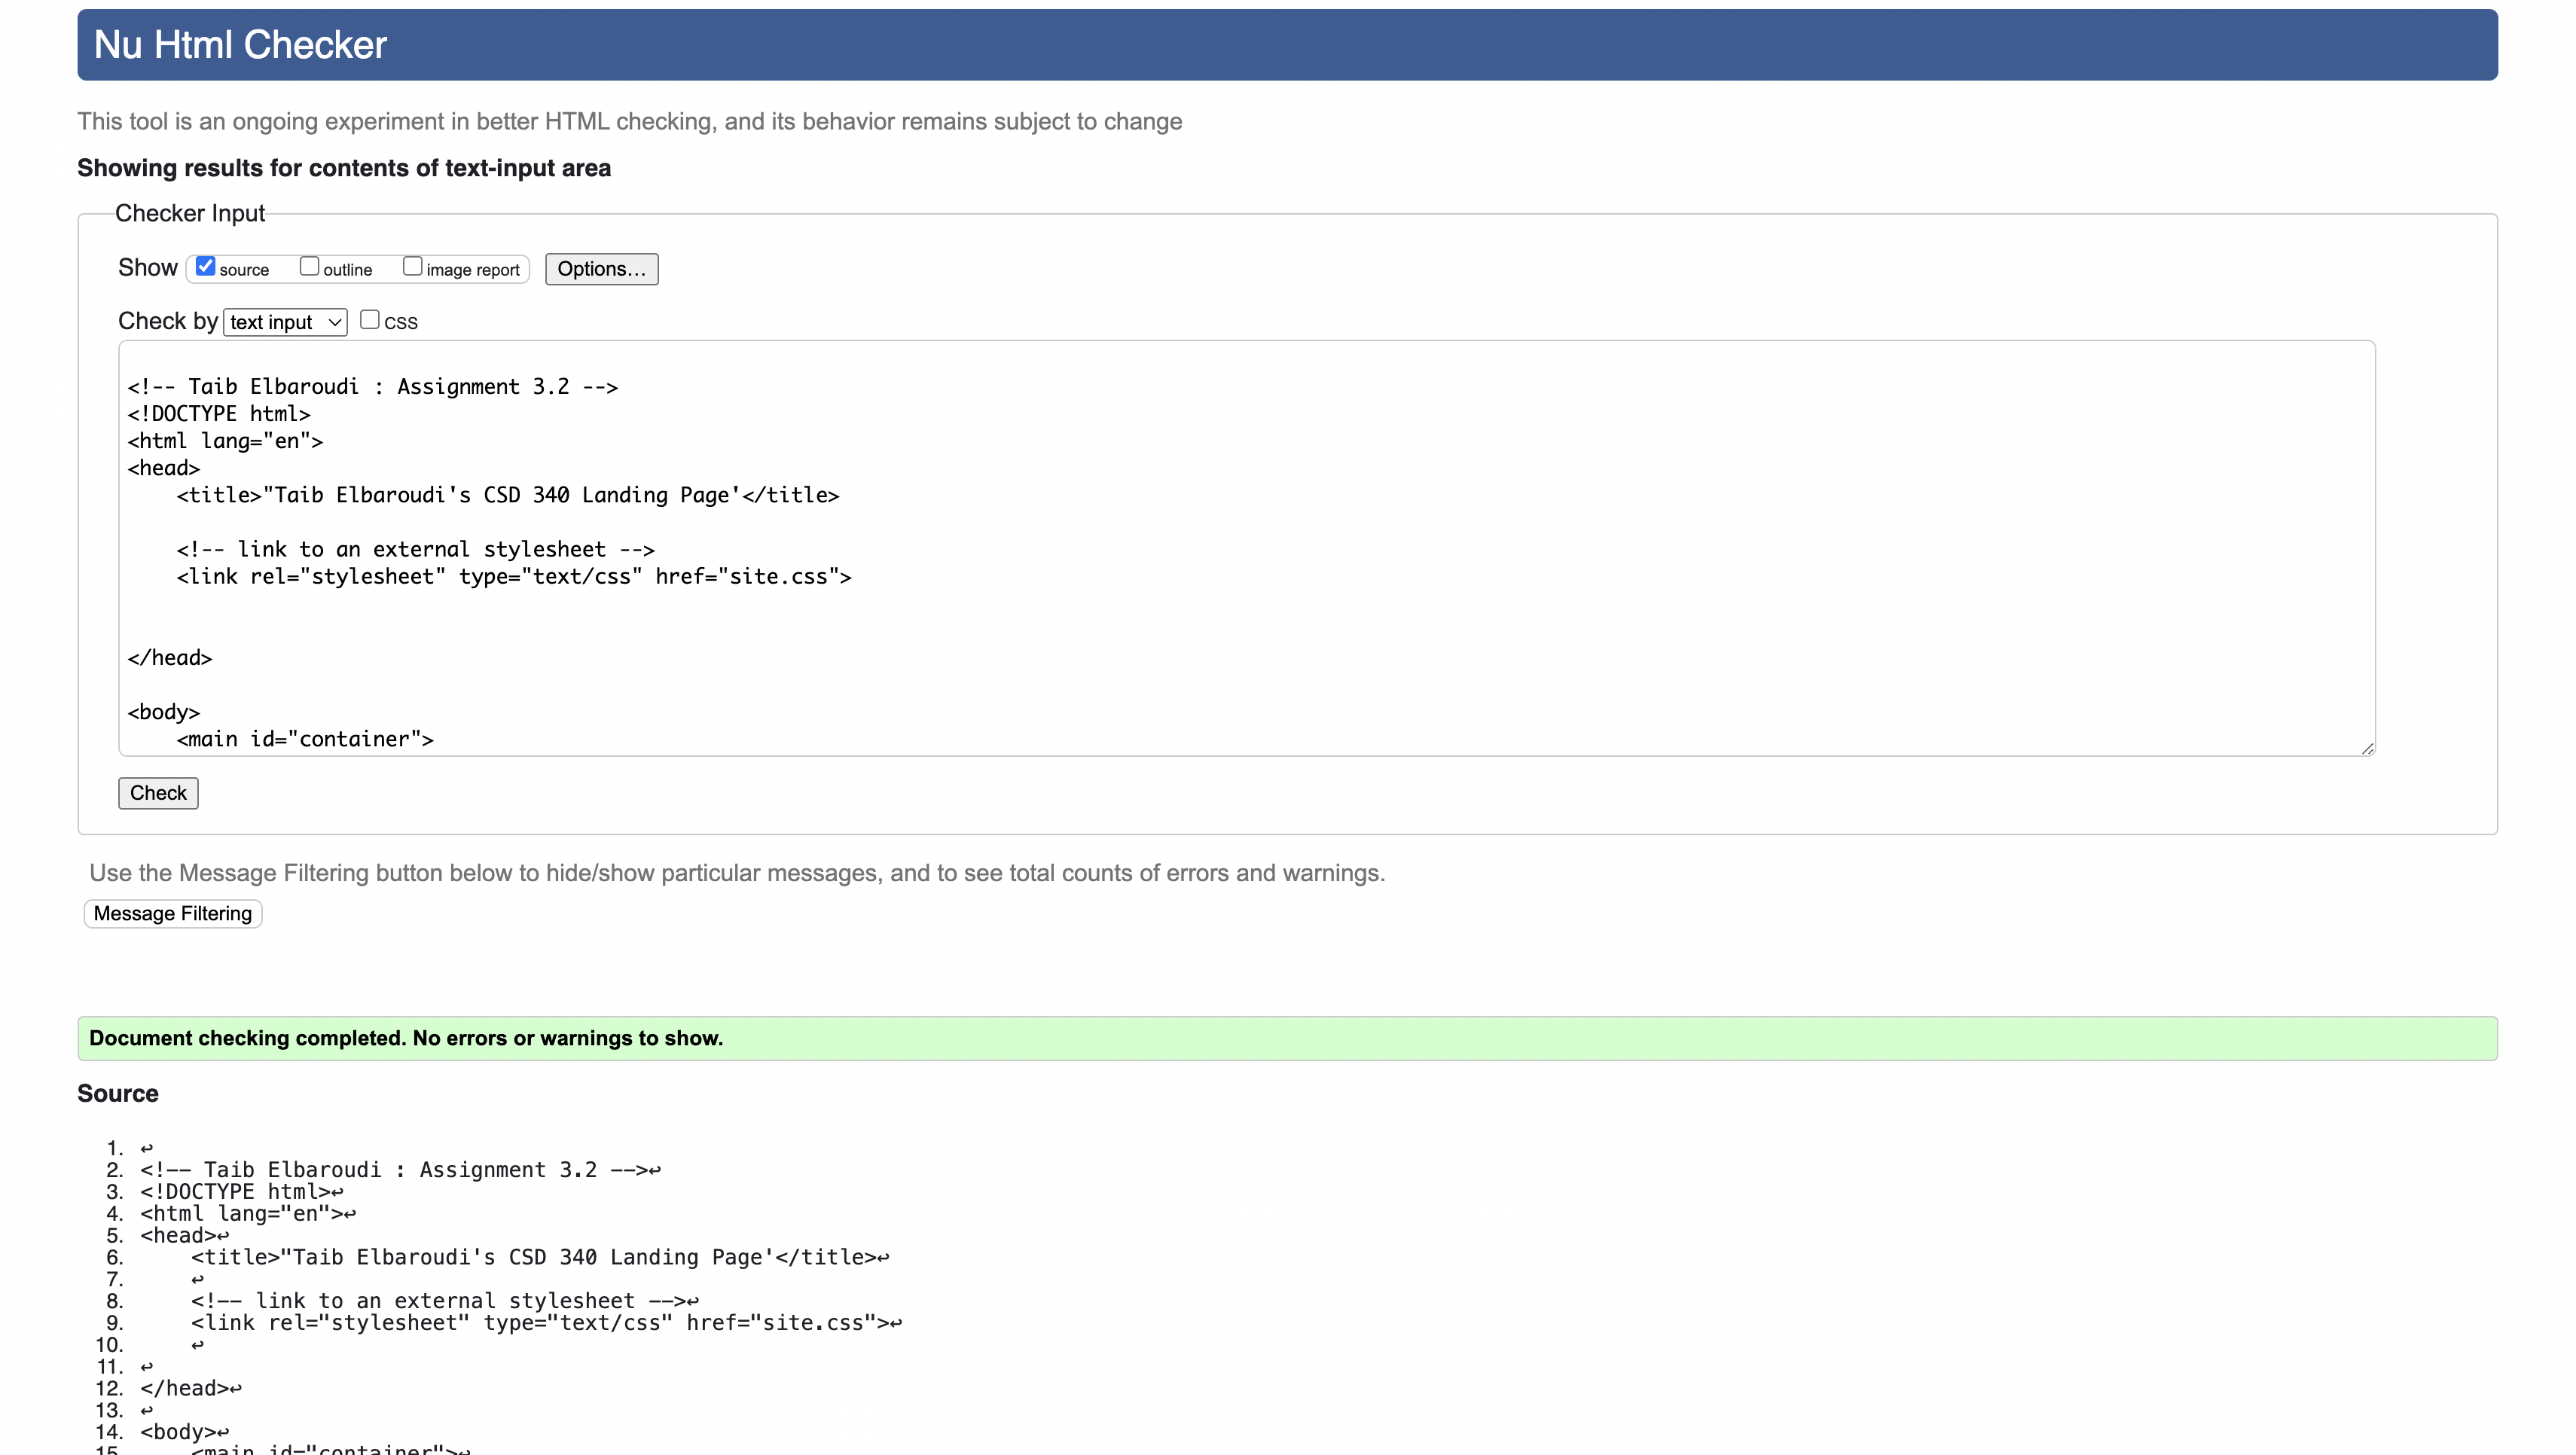 Nu Html Checker
This tool is an ongoing experiment in better HTML checking, and its behavior remains subject to change
Showing results for contents of text-input area
Checker Input
Show source outline image report Options...
Check by text input CSS
<!-- Taib Elbaroudi : Assignment 3.2 -->
<!DOCTYPE html>
<html lang="en">
<head>
    <title>"Taib Elbaroudi's CSD 340 Landing Page'</title>
    <!-- link to an external stylesheet -->
    <link rel="stylesheet" type="text/css" href="site.css">
</head>
<body>
    <main id="container">
Check
Use the Message Filtering button below to hide/show particular messages, and to see total counts of errors and warnings.
Message Filtering
Document checking completed. No errors or warnings to show.
Source
1. ↩
2. <!-- Taib Elbaroudi : Assignment 3.2 -->↩
3. <!DOCTYPE html>↩
4. <html lang="en">↩
5. <head>↩
6.     <title>"Taib Elbaroudi's CSD 340 Landing Page'</title>↩
7.     ↩
8.     <!-- link to an external stylesheet -->↩
9.     <link rel="stylesheet" type="text/css" href="site.css">↩
10.     ↩
11. ↩
12. </head>↩
13. ↩
14. <body>↩
15.     <main id="container">↩